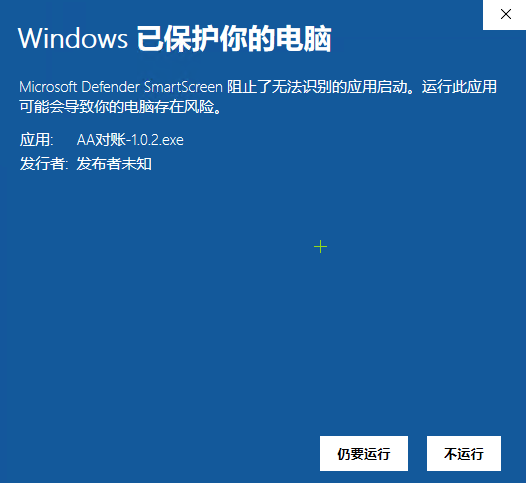 Windows 已保护你的电脑
Microsoft Defender SmartScreen 阻止了无法识别的应用启动。运行此应用
可能会导致你的电脑存在风险。
应用: AA对账-1.0.2.exe
发行者: 发布者未知
仍要运行 不运行